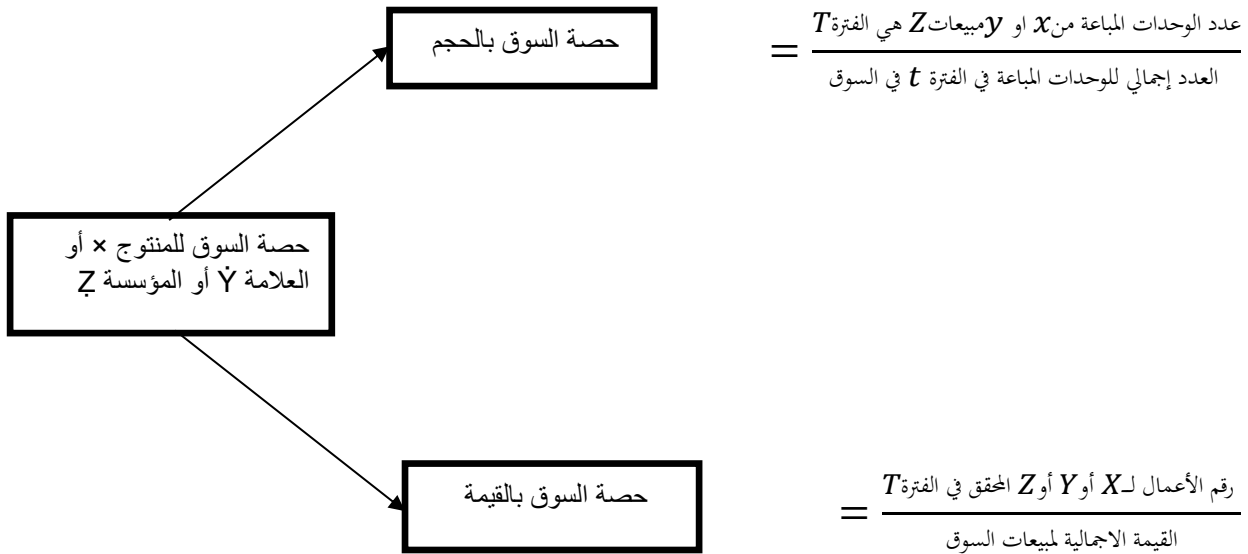 حصة السوق بالحجم
= عدد الوحدات المباعة من x او y مبيعات Z هي الفترة T
العدد إجمالي للوحدات المباعة في الفترة t في السوق
حصة السوق للمنتوج × أو
العلامة Ẏ أو المؤسسة Ẓ
حصة السوق بالقيمة
= رقم الأعمال لـ X أو Y أو Z المحقق في الفترة T
القيمة الاجمالية لمبيعات السوق